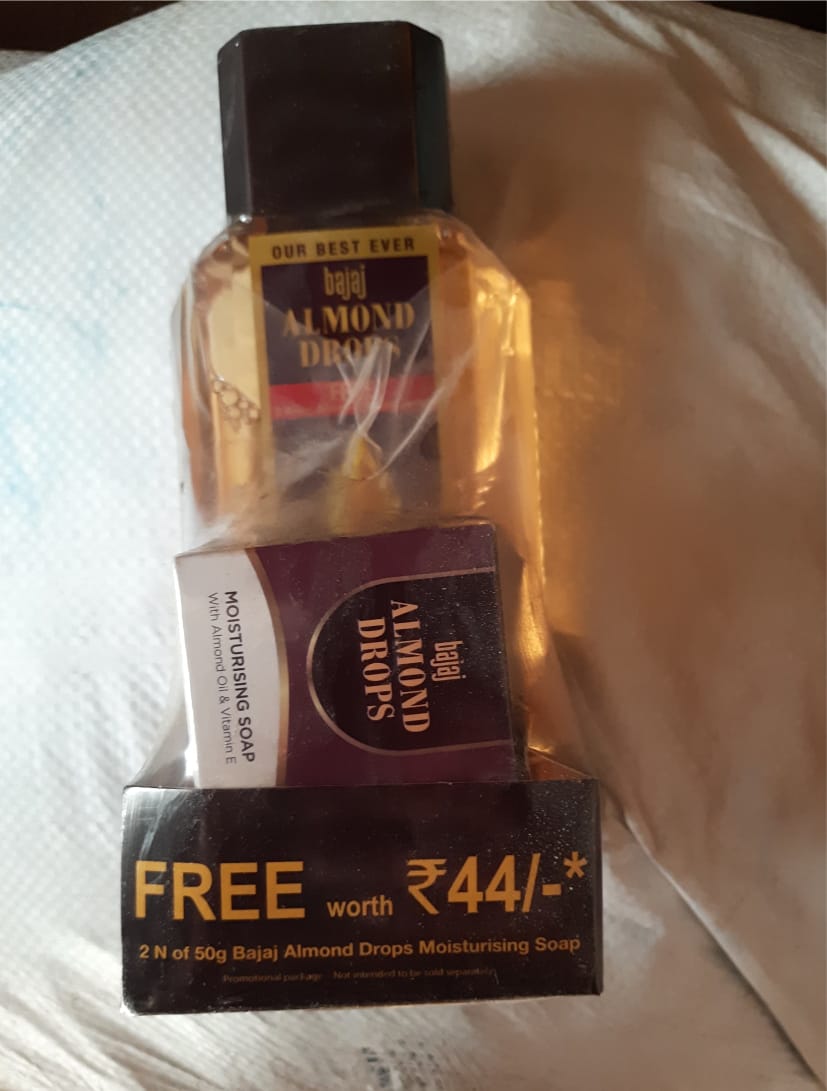 OUR BEST EVER
bajaj
ALMOND
DROPS
bajaj
ALMOND
DROPS
MOISTURISING SOAP
With Almond Oil & Vitamin E
FREE worth ₹44/-*
2 N of 50g Bajaj Almond Drops Moisturising Soap
Promotional package. Not intended to be sold separately.